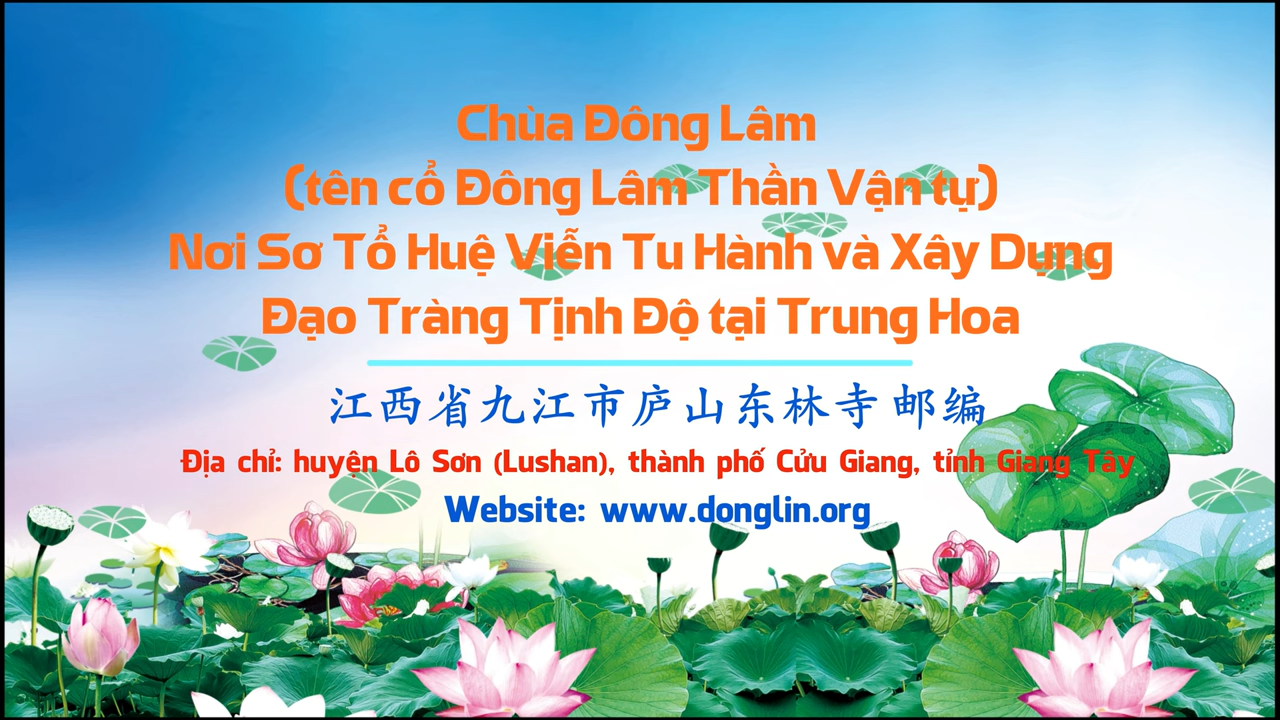 Chùa Đông Lâm
(tên cổ Đông Lâm Thần Vận tự)
Nơi Sơ Tổ Huệ Viễn Tu Hành và Xây Dựng
Đạo Tràng Tịnh Độ tại Trung Hoa
江西省九江市庐山东林寺邮编
Địa chỉ: huyện Lô Sơn (Lushan), thành phố Cửu Giang, tỉnh Giang Tây
Website: www.donglin.org